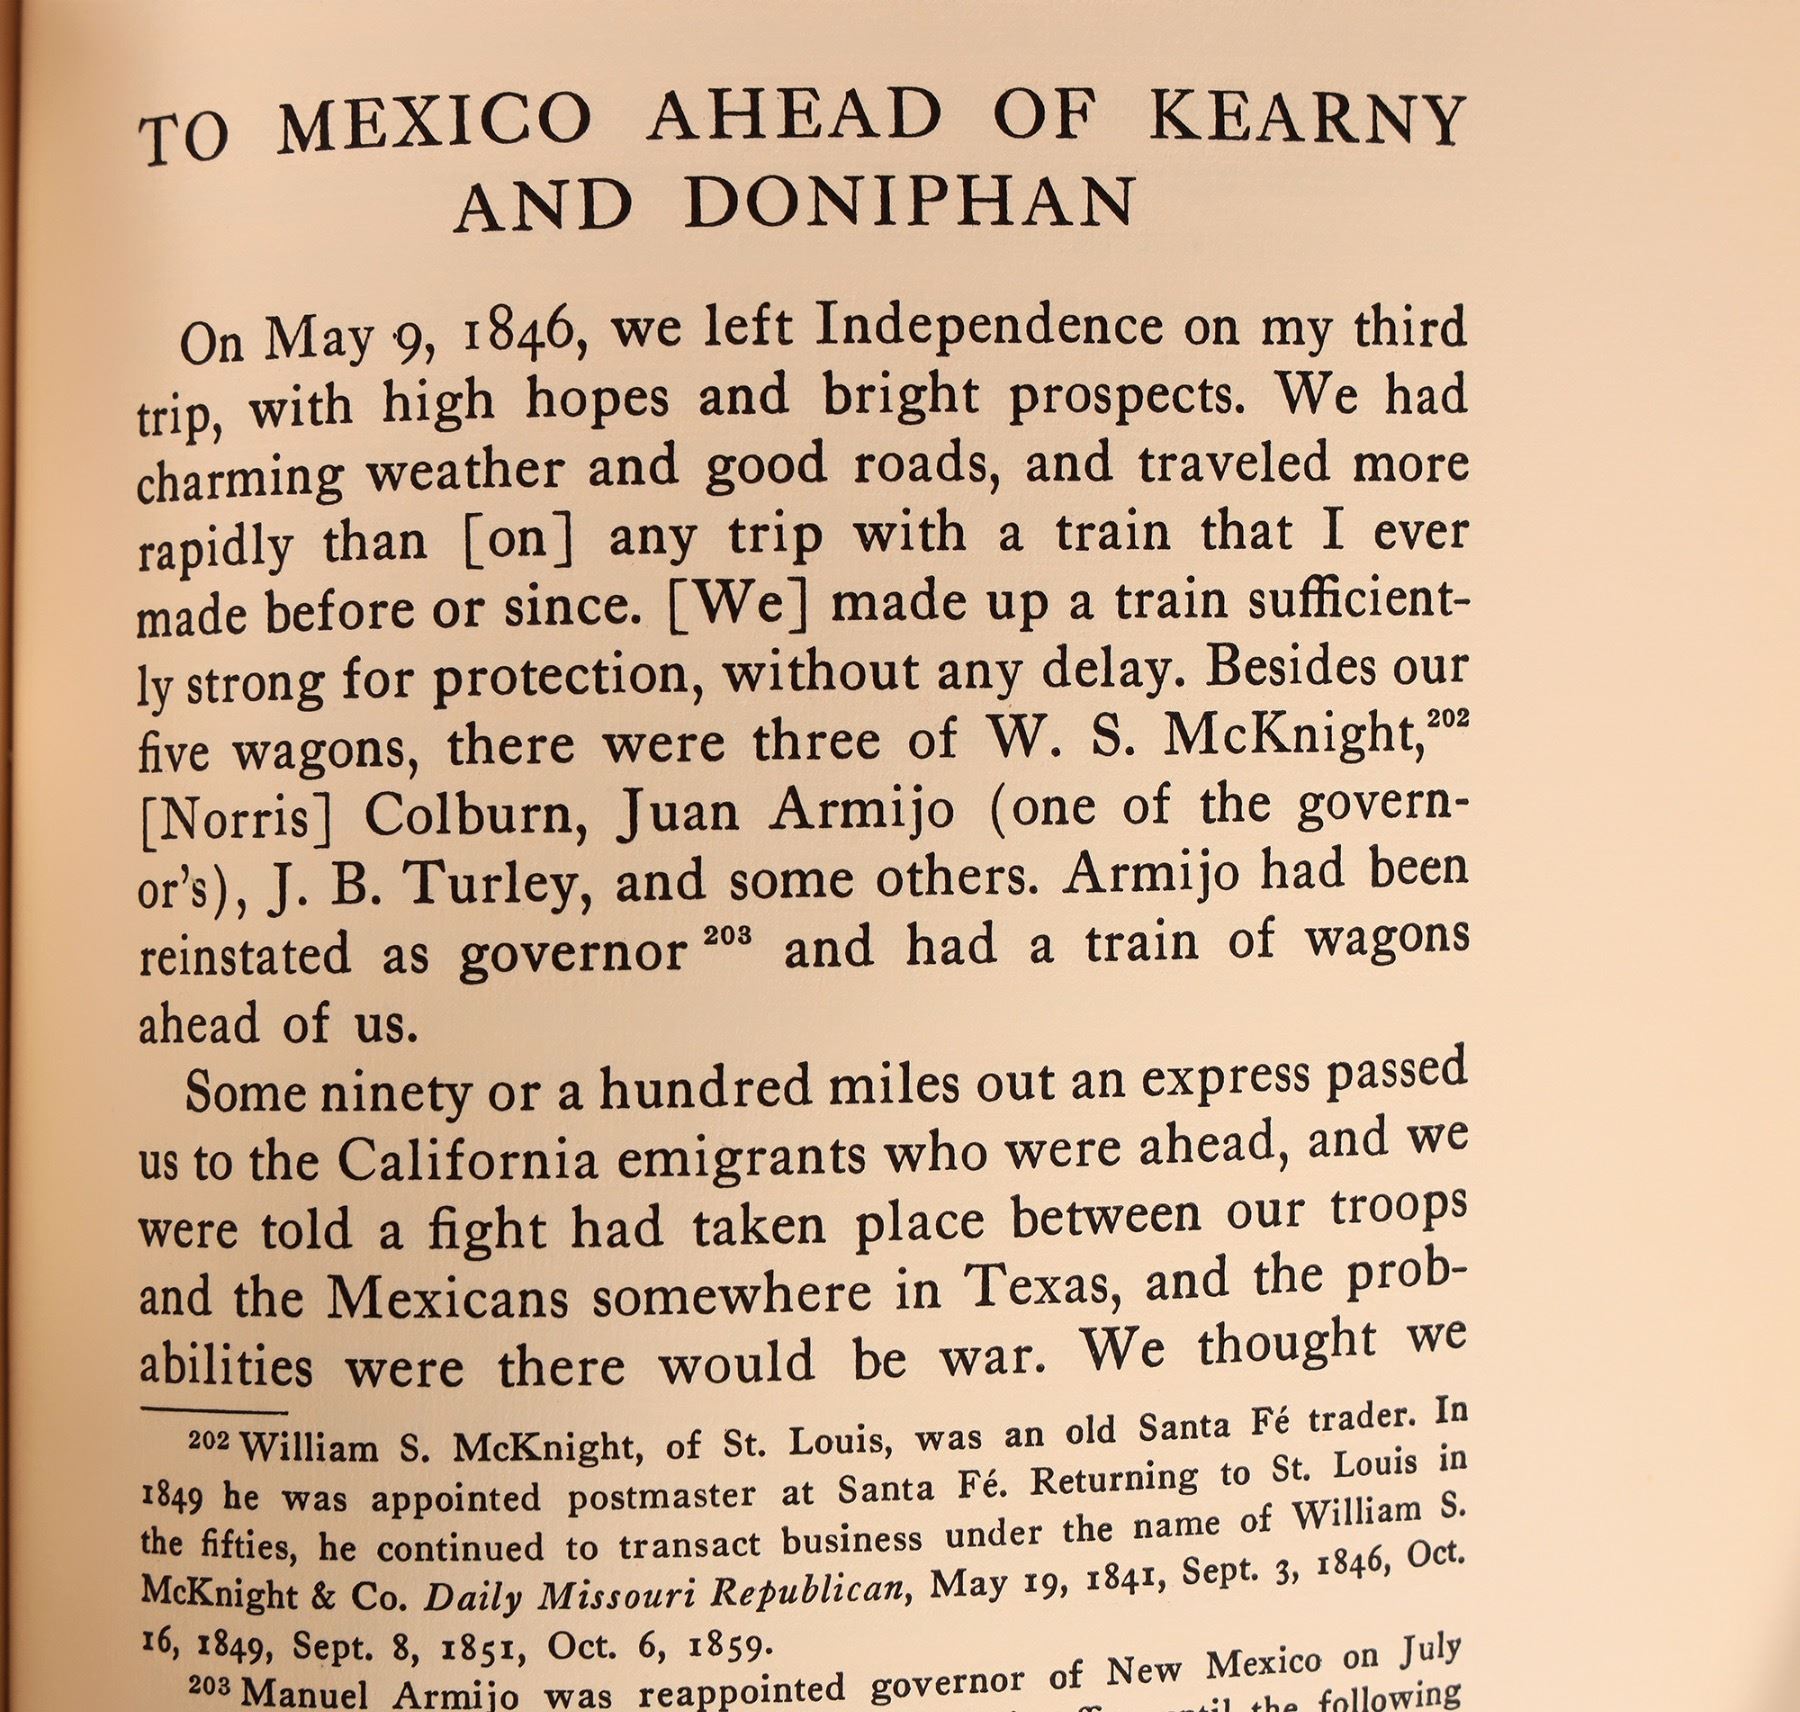 TO MEXICO AHEAD OF KEARNY
AND DONIPHAN
On May 9, 1846, we left Independence on my third
trip, with high hopes and bright prospects. We had
charming weather and good roads, and traveled more
rapidly than [on] any trip with a train that I ever
made before or since. [We] made up a train sufficient-
ly strong for protection, without any delay. Besides our
five wagons, there were three of W. S. McKnight,²⁰²
[Norris] Colburn, Juan Armijo (one of the govern-
or's), J. B. Turley, and some others. Armijo had been
reinstated as governor ²⁰³ and had a train of wagons
ahead of us.
Some ninety or a hundred miles out an express passed
us to the California emigrants who were ahead, and we
were told a fight had taken place between our troops
and the Mexicans somewhere in Texas, and the prob-
abilities were there would be war. We thought we
²⁰² William S. McKnight, of St. Louis, was an old Santa Fé trader. In
1849 he was appointed postmaster at Santa Fé. Returning to St. Louis in
the fifties, he continued to transact business under the name of William S.
McKnight & Co. Daily Missouri Republican, May 19, 1841, Sept. 3, 1846, Oct.
16, 1849, Sept. 8, 1851, Oct. 6, 1859.
²⁰³ Manuel Armijo was reappointed governor of New Mexico on July
until the following